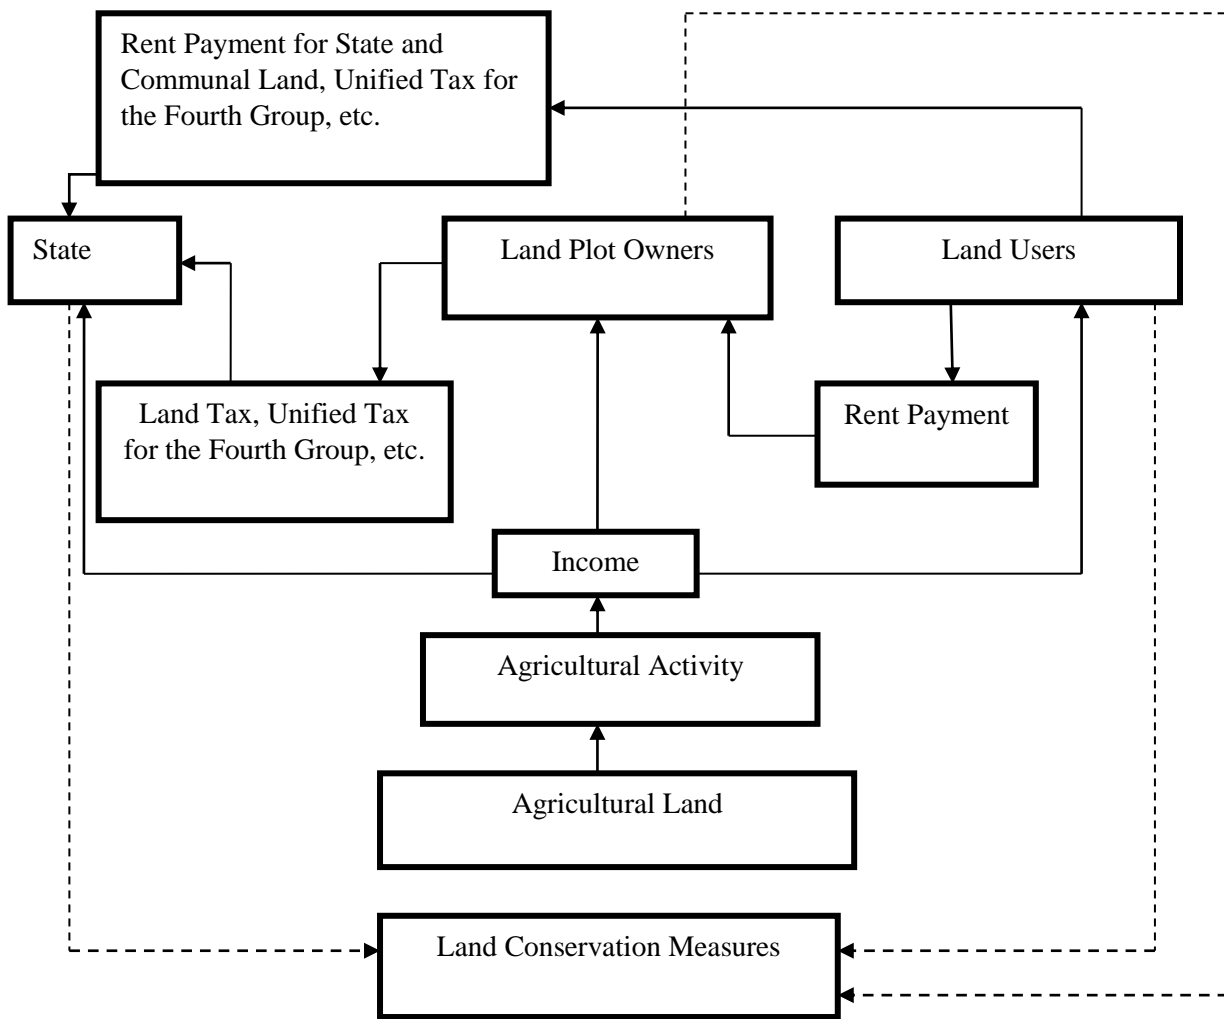 Rent Payment for State and
Communal Land, Unified Tax for
the Fourth Group, etc.
State
Land Plot Owners
Land Users
Land Tax, Unified Tax
for the Fourth Group, etc.
Rent Payment
Income
Agricultural Activity
Agricultural Land
Land Conservation Measures